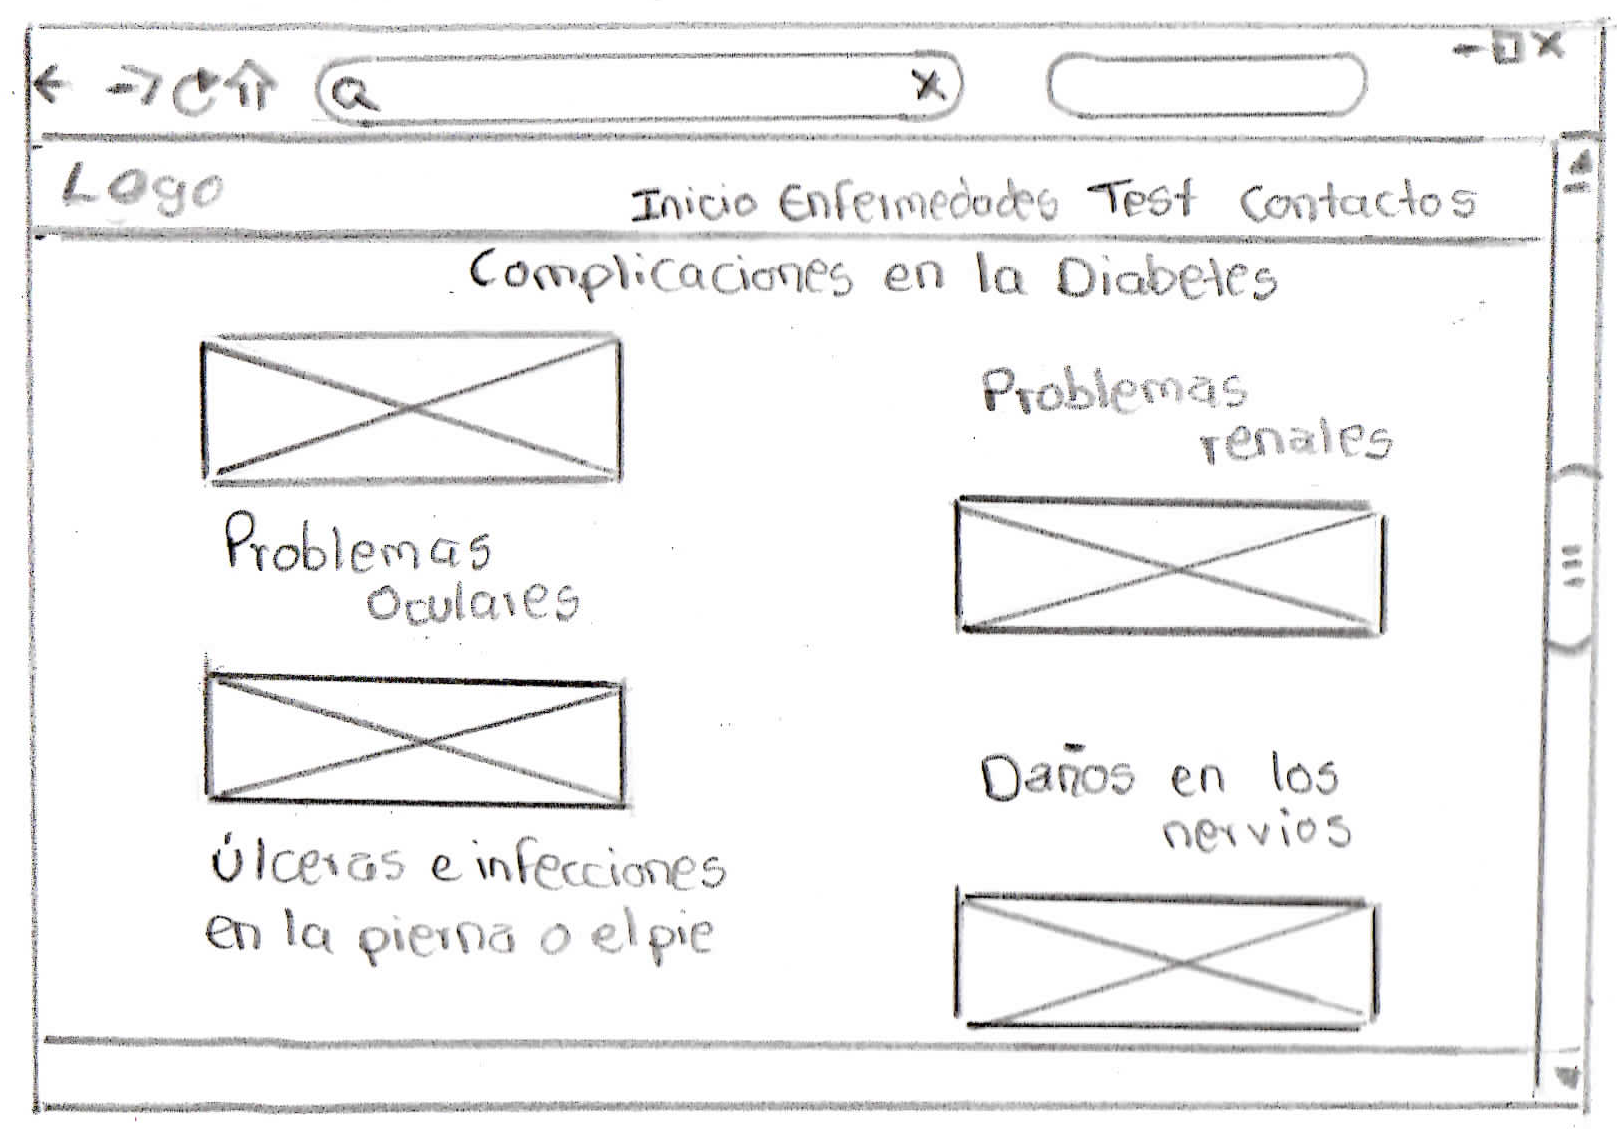 Logo
Inicio Enfermedades Test Contactos
Complicaciones en la Diabetes
Problemas
Oculares
Úlceras e infecciones
en la pierna o el pie
Problemas
renales
Daños en los
nervios